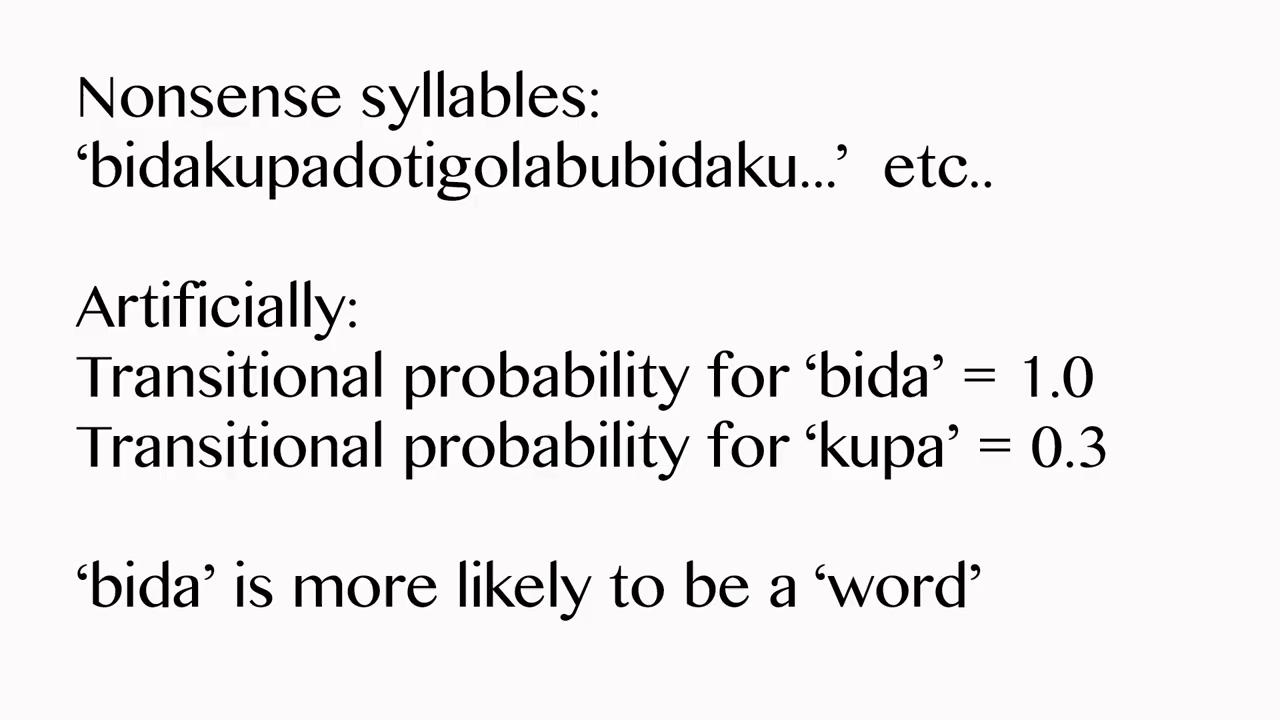 Nonsense syllables:
‘bidakupadotigolabubidaku...’ etc..
Artificially:
Transitional probability for ‘bida’ = 1.0
Transitional probability for ‘kupa’ = 0.3
‘bida’ is more likely to be a ‘word’